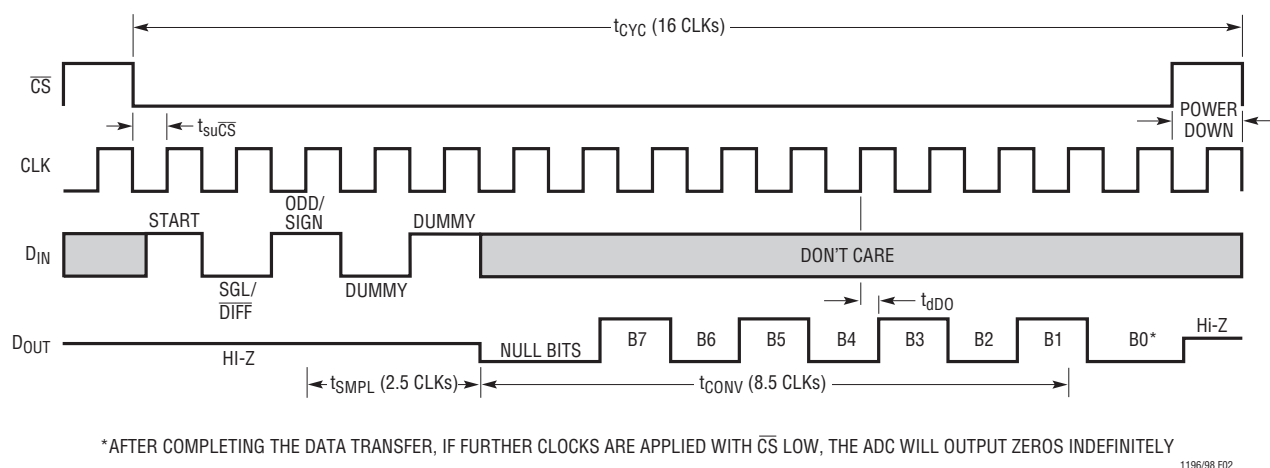 tCYC (16 CLKs)
CS
POWER
DOWN
tsuCS
CLK
START
ODD/
SIGN
DUMMY
DIN
DON'T CARE
SGL/
DIFF
DUMMY
tdDO
DOUT
HI-Z
NULL BITS
B7
B6
B5
B4
B3
B2
B1
B0*
Hi-Z
tSMPL (2.5 CLKs)
tCONV (8.5 CLKs)
*AFTER COMPLETING THE DATA TRANSFER, IF FURTHER CLOCKS ARE APPLIED WITH CS LOW, THE ADC WILL OUTPUT ZEROS INDEFINITELY
1196/98 F02